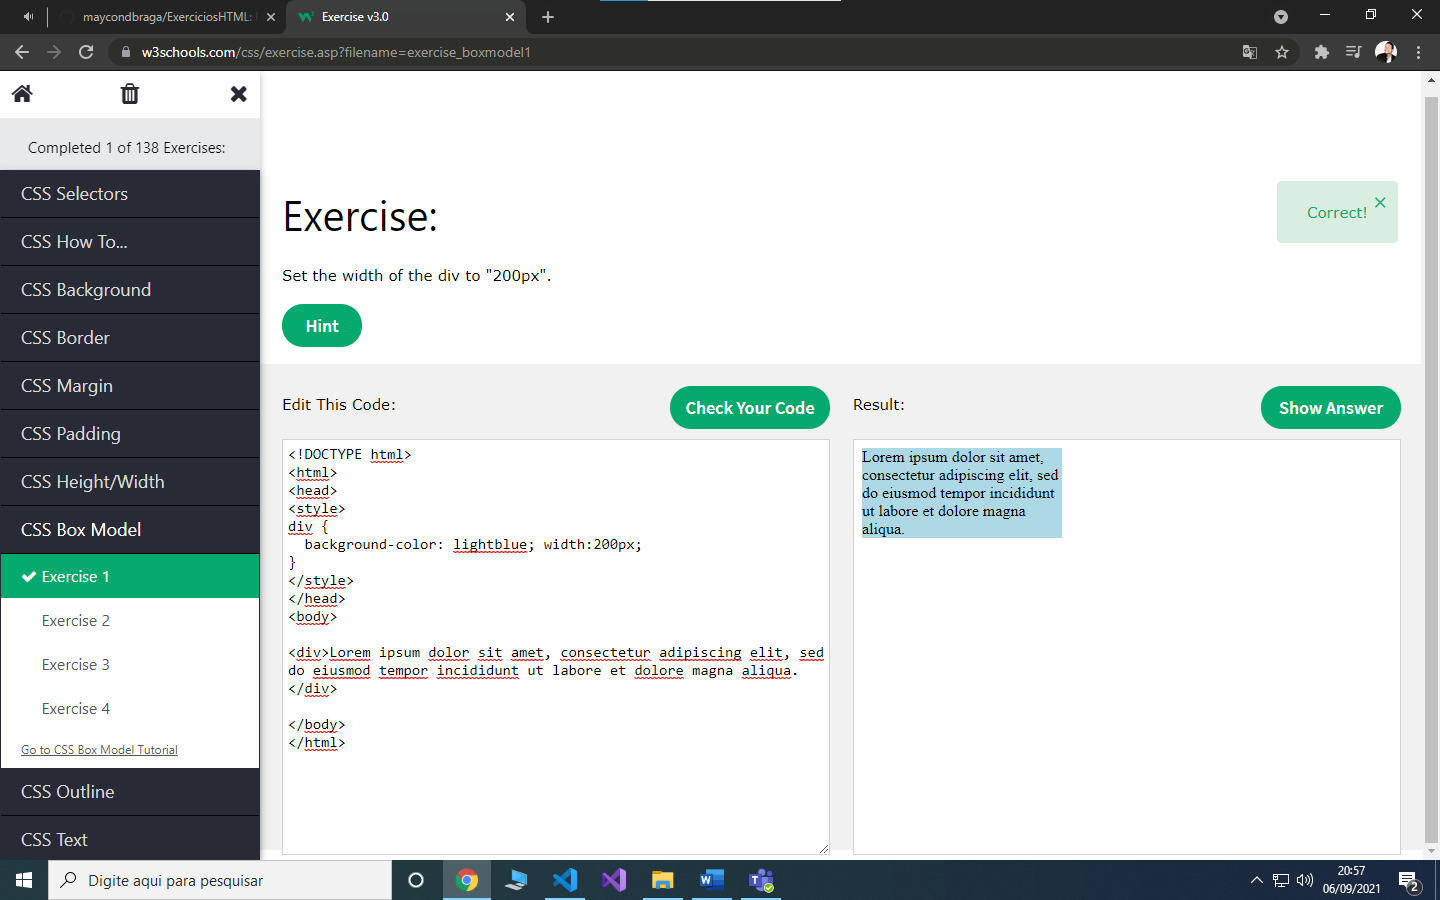 maycondbraga/ExerciciosHTML:
Exercise v3.0
w3schools.com/css/exercise.asp?filename=exercise_boxmodel1
Completed 1 of 138 Exercises:
CSS Selectors
CSS How To...
CSS Background
CSS Border
CSS Margin
CSS Padding
CSS Height/Width
CSS Box Model
Exercise 1
Exercise 2
Exercise 3
Exercise 4
Go to CSS Box Model Tutorial
CSS Outline
CSS Text
Exercise:
Correct!
Set the width of the div to "200px".
Hint
Edit This Code:
Check Your Code
<!DOCTYPE html>
<html>
<head>
<style>
div {
  background-color: lightblue; width:200px;
}
</style>
</head>
<body>
<div>Lorem ipsum dolor sit amet, consectetur adipiscing elit, sed
do eiusmod tempor incididunt ut labore et dolore magna aliqua.
</div>
</body>
</html>
Result:
Show Answer
Lorem ipsum dolor sit amet,
consectetur adipiscing elit, sed
do eiusmod tempor incididunt
ut labore et dolore magna
aliqua.
Digite aqui para pesquisar
20:57
06/09/2021
2